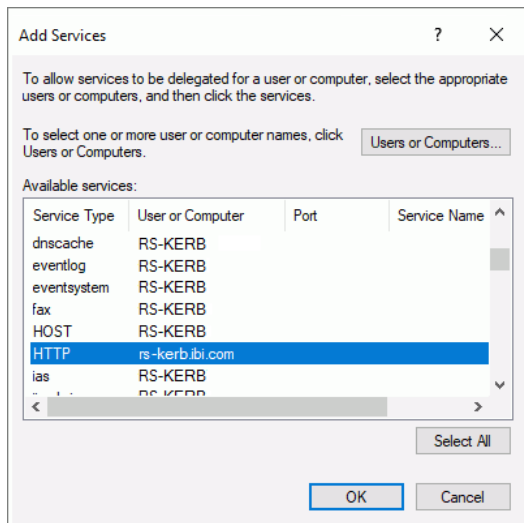 Add Services
?
To allow services to be delegated for a user or computer, select the appropriate
users or computers, and then click the services.
To select one or more user or computer names, click
Users or Computers.
Users or Computers...
Available services:
Service Type User or Computer Port Service Name
dnscache RS-KERB
eventlog RS-KERB
eventsystem RS-KERB
fax RS-KERB
HOST RS-KERB
HTTP rs-kerb.ibi.com
ias RS-KERB
RS-KERB
Select All
OK Cancel